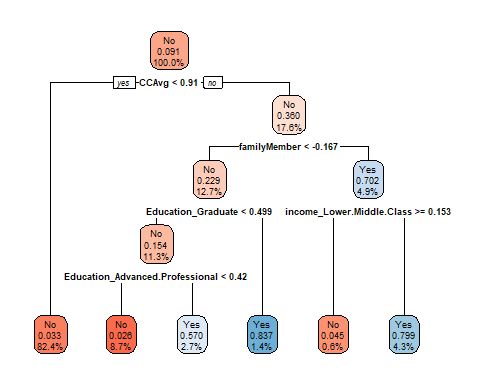 No
0.091
100.0%
yes CCAvg < 0.91 no
No
0.360
17.6%
familyMember < -0.167
No
0.229
12.7%
Yes
0.702
4.9%
Education_Graduate < 0.499
income_Lower.Middle.Class >= 0.153
No
0.154
11.3%
Education_Advanced.Professional < 0.42
No
0.033
82.4%
No
0.026
8.7%
Yes
0.570
2.7%
Yes
0.837
1.4%
No
0.045
0.6%
Yes
0.799
4.3%